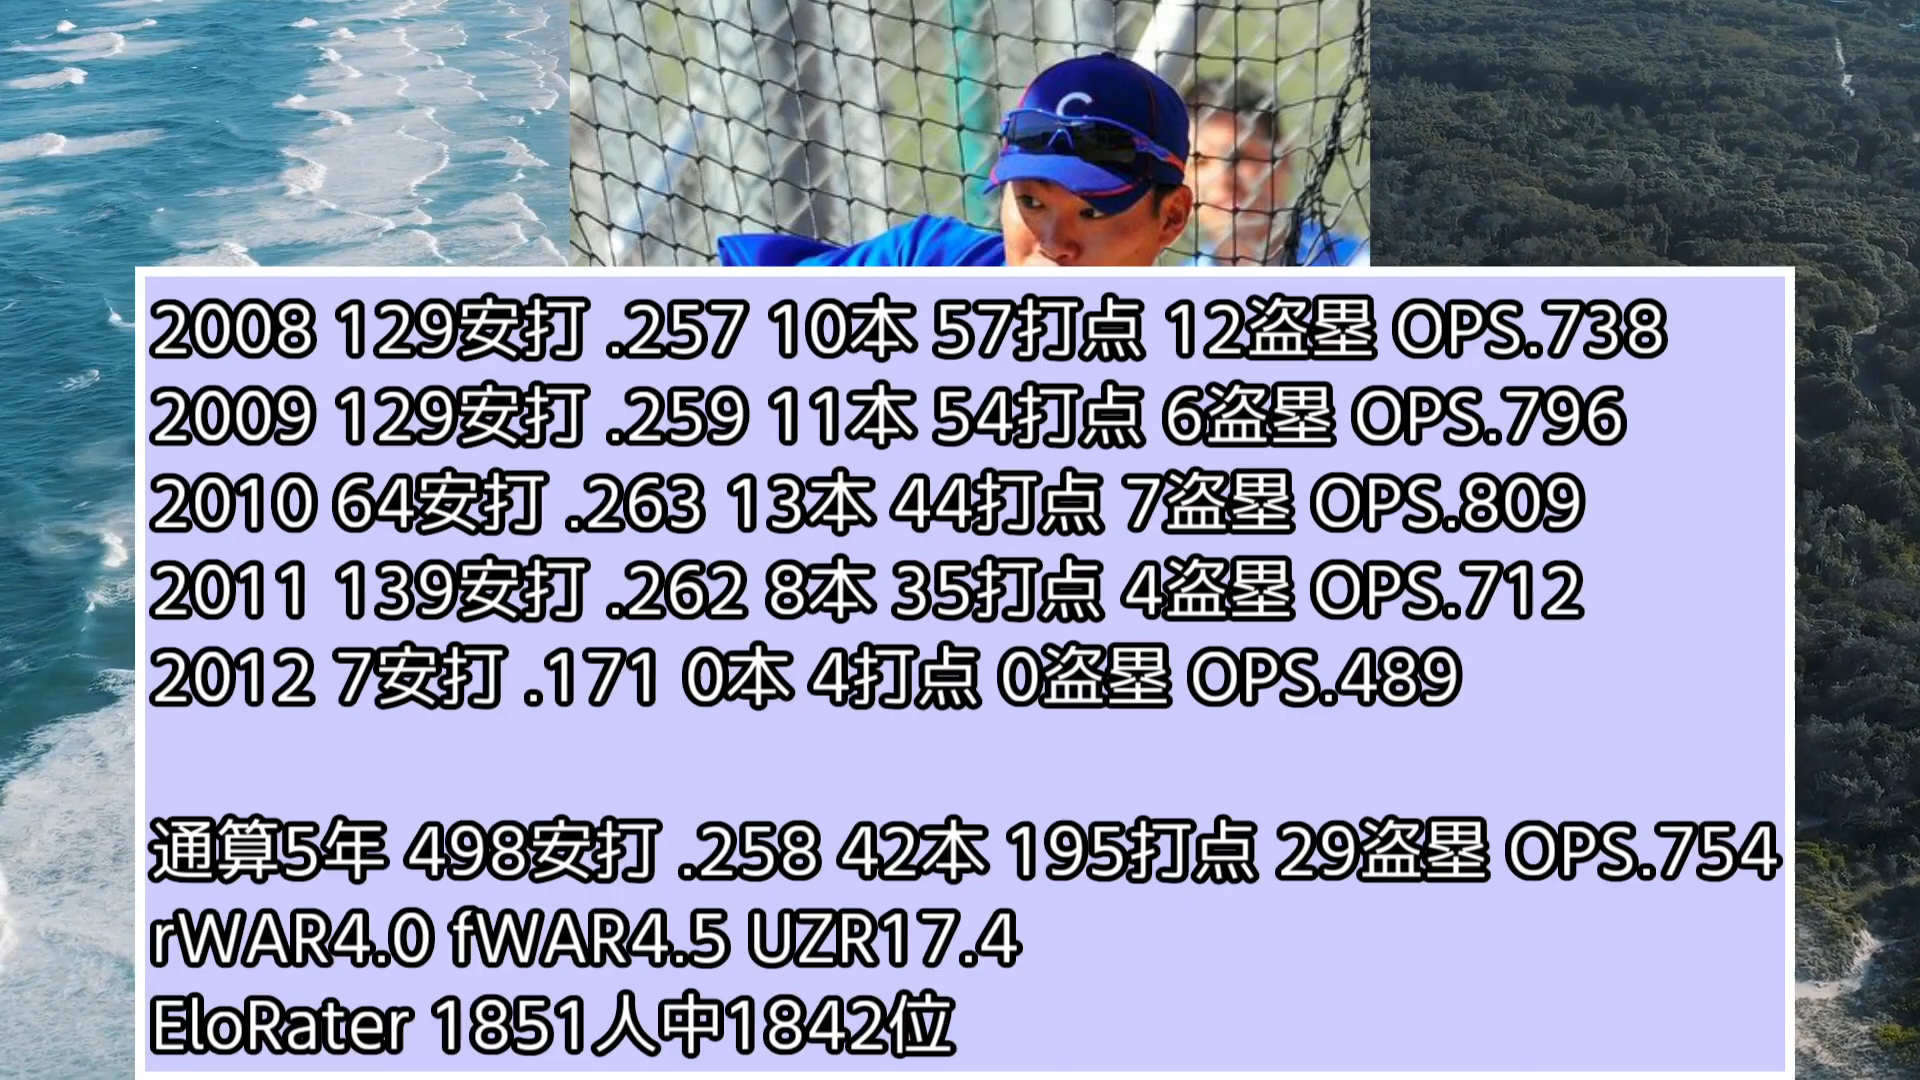 C
2008 129安打 .257 10本 57打点 12盗塁 OPS.738
2009 129安打 .259 11本 54打点 6盗塁 OPS.796
2010 64安打 .263 13本 44打点 7盗塁 OPS.809
2011 139安打 .262 8本 35打点 4盗塁 OPS.712
2012 7安打 .171 0本 4打点 0盗塁 OPS.489
通算5年 498安打 .258 42本 195打点 29盗塁 OPS.754
rWAR4.0 fWAR4.5 UZR17.4
EloRater 1851人中1842位